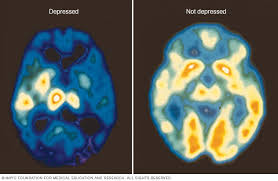 Depressed
Not depressed
© MAYO FOUNDATION FOR MEDICAL EDUCATION AND RESEARCH. ALL RIGHTS RESERVED.